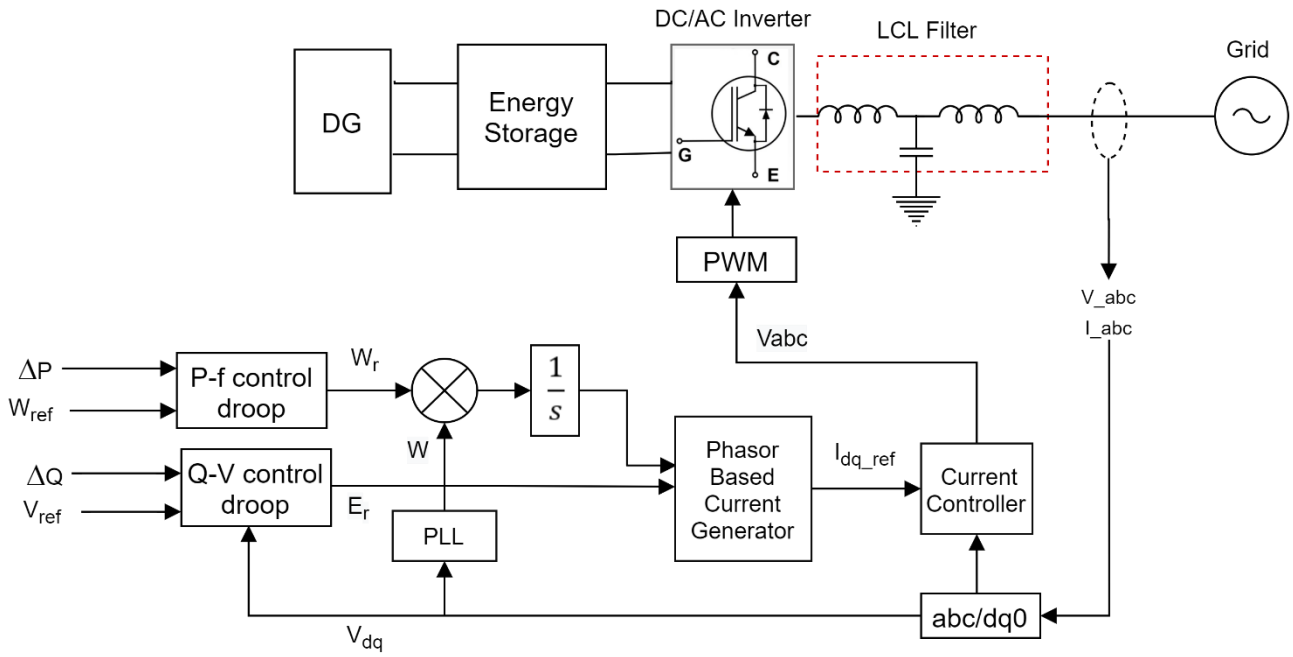 DC/AC Inverter
LCL Filter
Grid
DG
Energy
Storage
C
G
E
PWM
V_abc
I_abc
Vabc
ΔP
W_ref
P-f control
droop
W_r
1
s
W
ΔQ
V_ref
Q-V control
droop
E_r
PLL
Phasor
Based
Current
Generator
I_dq_ref
Current
Controller
abc/dq0
V_dq